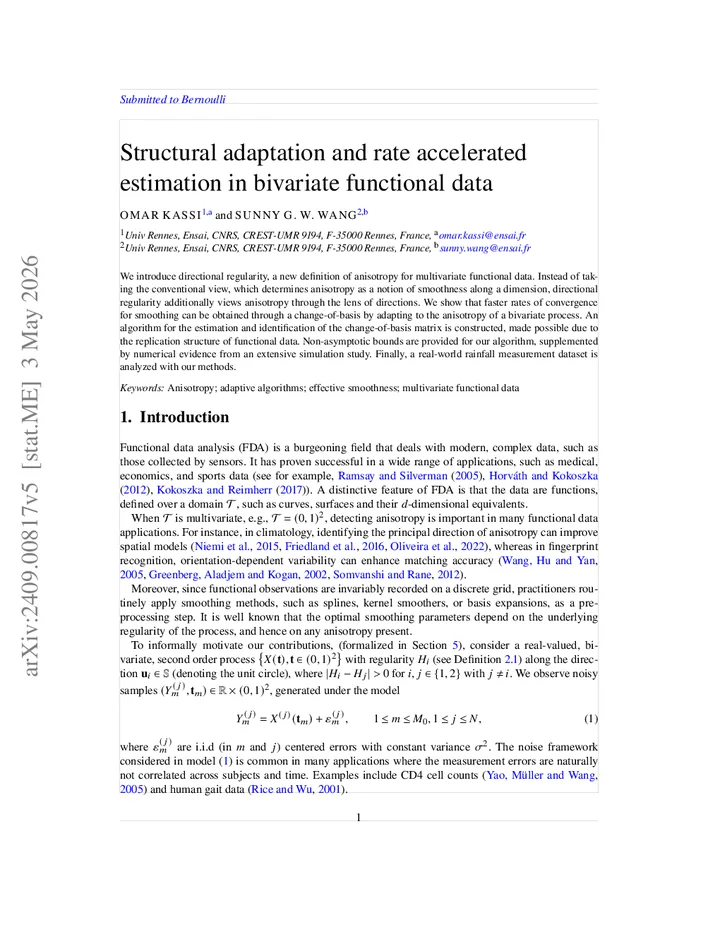 arXiv:2409.00817v5 [stat.ME] 3 May 2026
Submitted to Bernoulli
Structural adaptation and rate accelerated
estimation in bivariate functional data
OMAR KASSI1,a and SUNNY G. W. WANG2,b
1Univ Rennes, Ensai, CNRS, CREST-UMR 9194, F-35000 Rennes, France, aomar.kassi@ensai.fr
2Univ Rennes, Ensai, CNRS, CREST-UMR 9194, F-35000 Rennes, France, bsunny.wang@ensai.fr
We introduce directional regularity, a new definition of anisotropy for multivariate functional data. Instead of tak-
ing the conventional view, which determines anisotropy as a notion of smoothness along a dimension, directional
regularity additionally views anisotropy through the lens of directions. We show that faster rates of convergence
for smoothing can be obtained through a change-of-basis by adapting to the anisotropy of a bivariate process. An
algorithm for the estimation and identification of the change-of-basis matrix is constructed, made possible due to
the replication structure of functional data. Non-asymptotic bounds are provided for our algorithm, supplemented
by numerical evidence from an extensive simulation study. Finally, a real-world rainfall measurement dataset is
analyzed with our methods.
Keywords: Anisotropy; adaptive algorithms; effective smoothness; multivariate functional data
1. Introduction
Functional data analysis (FDA) is a burgeoning field that deals with modern, complex data, such as
those collected by sensors. It has proven successful in a wide range of applications, such as medical,
economics, and sports data (see for example, Ramsay and Silverman (2005), Horváth and Kokoszka
(2012), Kokoszka and Reimherr (2017)). A distinctive feature of FDA is that the data are functions,
defined over a domain 𝒯, such as curves, surfaces and their d-dimensional equivalents.
When 𝒯 is multivariate, e.g., 𝒯 = (0, 1)², detecting anisotropy is important in many functional data
applications. For instance, in climatology, identifying the principal direction of anisotropy can improve
spatial models (Niemi et al., 2015, Friedland et al., 2016, Oliveira et al., 2022), whereas in fingerprint
recognition, orientation-dependent variability can enhance matching accuracy (Wang, Hu and Yan,
2005, Greenberg, Aladjem and Kogan, 2002, Somvanshi and Rane, 2012).
Moreover, since functional observations are invariably recorded on a discrete grid, practitioners rou-
tinely apply smoothing methods, such as splines, kernel smoothers, or basis expansions, as a pre-
processing step. It is well known that the optimal smoothing parameters depend on the underlying
regularity of the process, and hence on any anisotropy present.
To informally motivate our contributions, (formalized in Section 5), consider a real-valued, bi-
variate, second order process {X(t), t ∈ (0, 1)²} with regularity H_i (see Definition 2.1) along the direc-
tion u_i ∈ 𝕊 (denoting the unit circle), where |H_i − H_j| > 0 for i, j ∈ {1, 2} with j ≠ i. We observe noisy
samples (Y_m^(j), t_m) ∈ ℝ × (0, 1)², generated under the model
Y_m^(j) = X^(j)(t_m) + ε_m^(j), 1 ≤ m ≤ M_0, 1 ≤ j ≤ N, (1)
where ε_m^(j) are i.i.d (in m and j) centered errors with constant variance σ². The noise framework
considered in model (1) is common in many applications where the measurement errors are naturally
not correlated across subjects and time. Examples include CD4 cell counts (Yao, Müller and Wang,
2005) and human gait data (Rice and Wu, 2001).
1